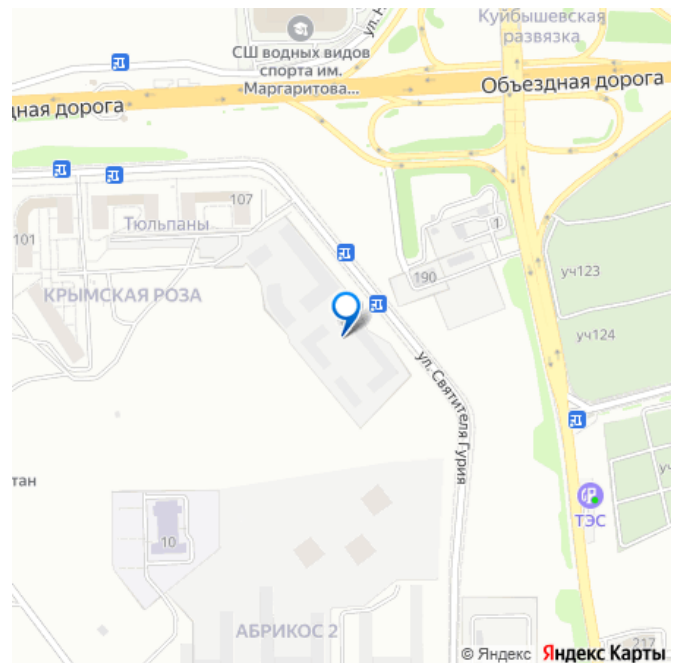 Куйбышевская
развязка
СШ водных видов
спорта им.
Маргаритова...
Объездная дорога
дная дорога
107
Тюльпаны
101
1
190
уч123
КРЫМСКАЯ РОЗА
уч124
ул. Святителя Гурия
тан
ТЭС
10
АБРИКОС 2
217
© Яндекс Яндекс Карты